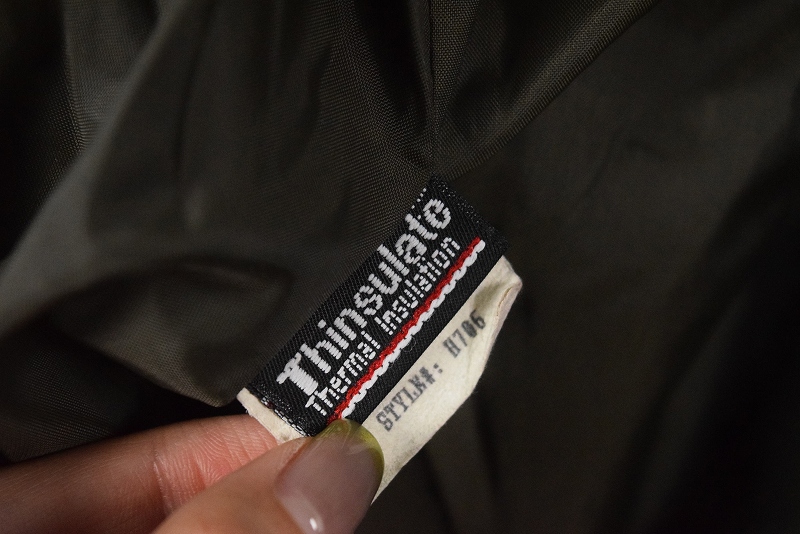 Thinsulate
Thermal Insulation
STYLE#: H706